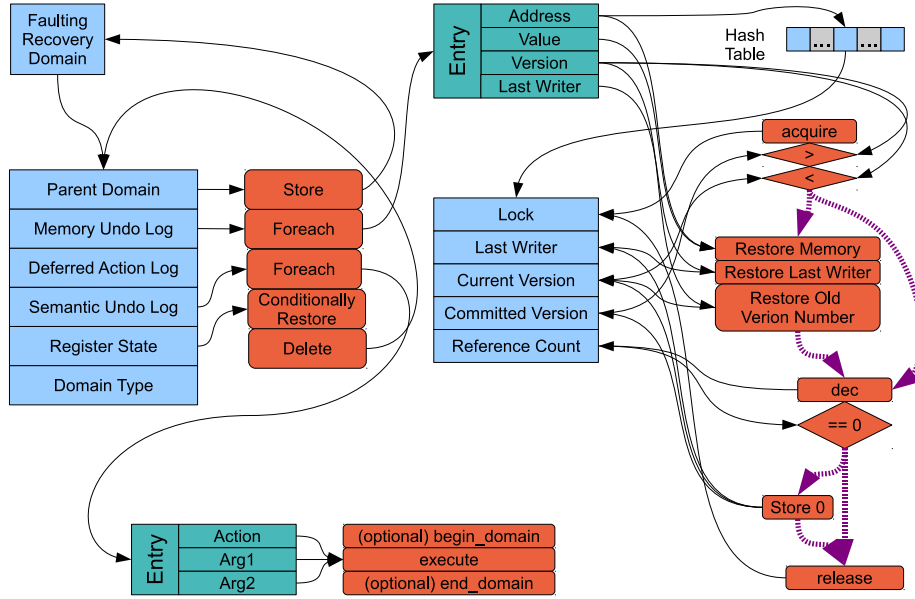 Faulting
Recovery
Domain
Entry
Address
Value
Version
Last Writer
Hash
Table
...
...
acquire
>
<
Parent Domain
Memory Undo Log
Deferred Action Log
Semantic Undo Log
Register State
Domain Type
Store
Foreach
Foreach
Conditionally
Restore
Delete
Lock
Last Writer
Current Version
Committed Version
Reference Count
Restore Memory
Restore Last Writer
Restore Old
Verion Number
dec
== 0
Store 0
release
Entry
Action
Arg1
Arg2
(optional) begin_domain
execute
(optional) end_domain